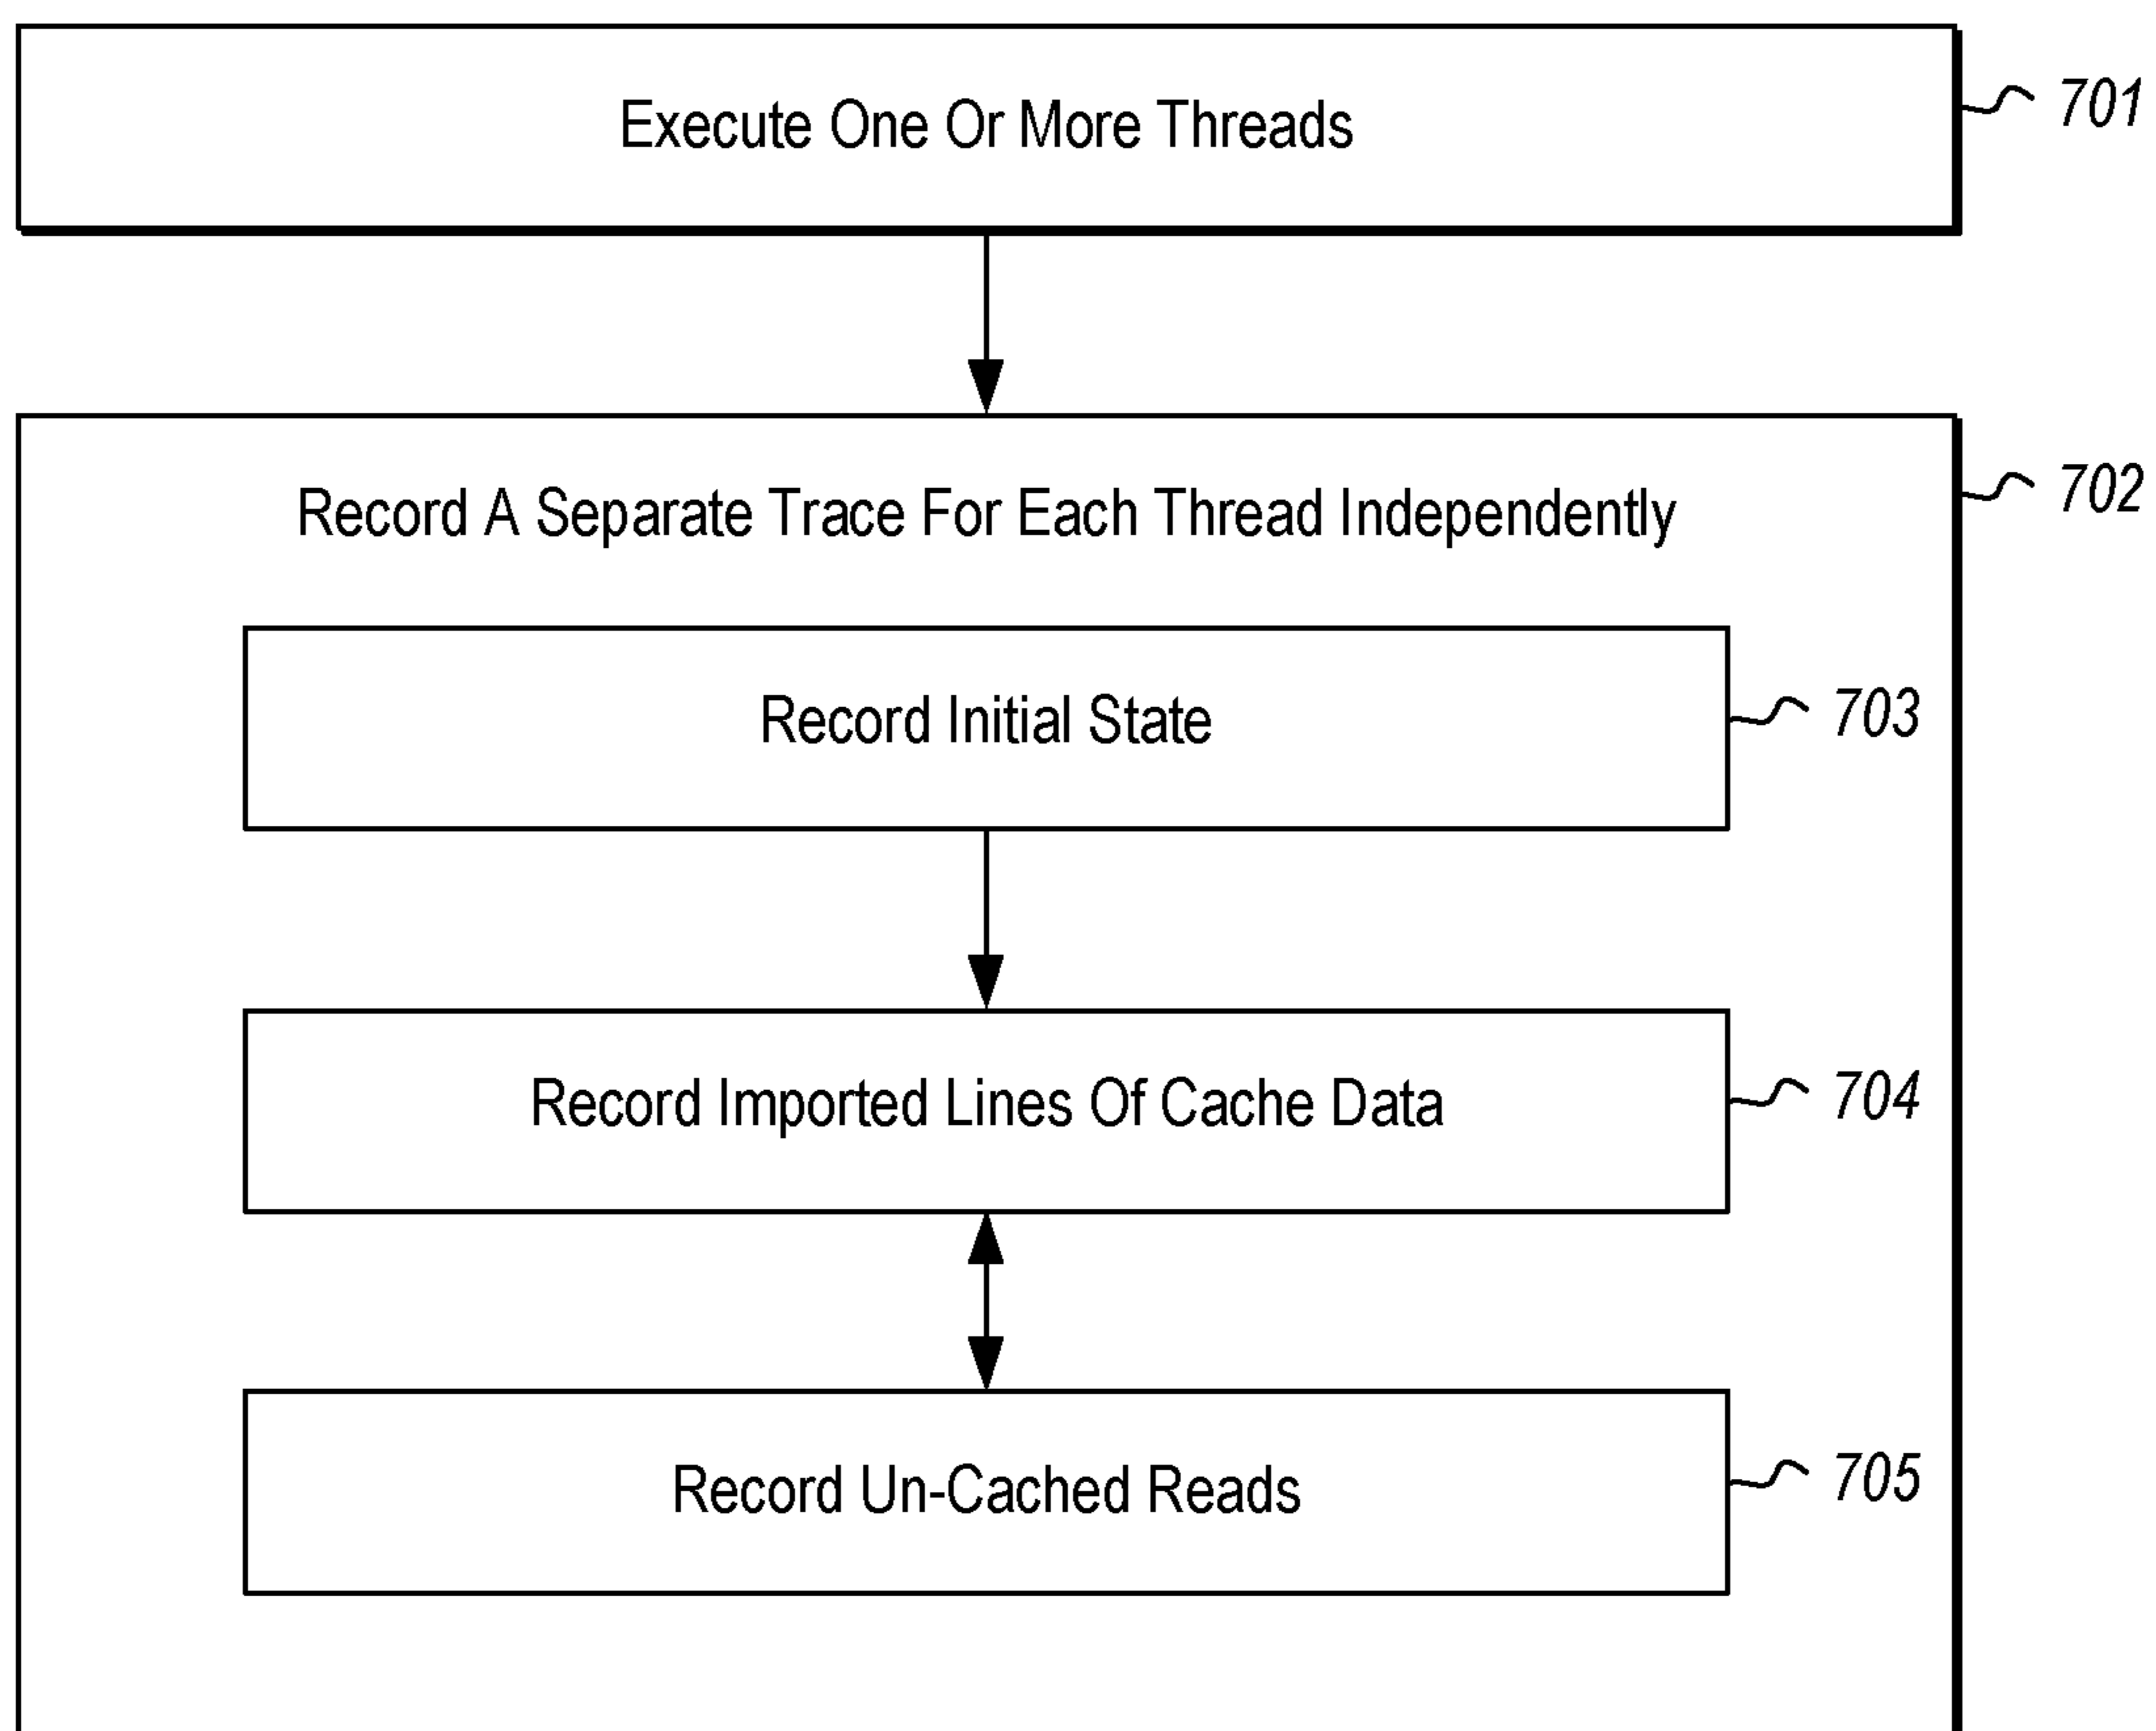 Execute One Or More Threads
701
Record A Separate Trace For Each Thread Independently
702
Record Initial State
703
Record Imported Lines Of Cache Data
704
Record Un-Cached Reads
705